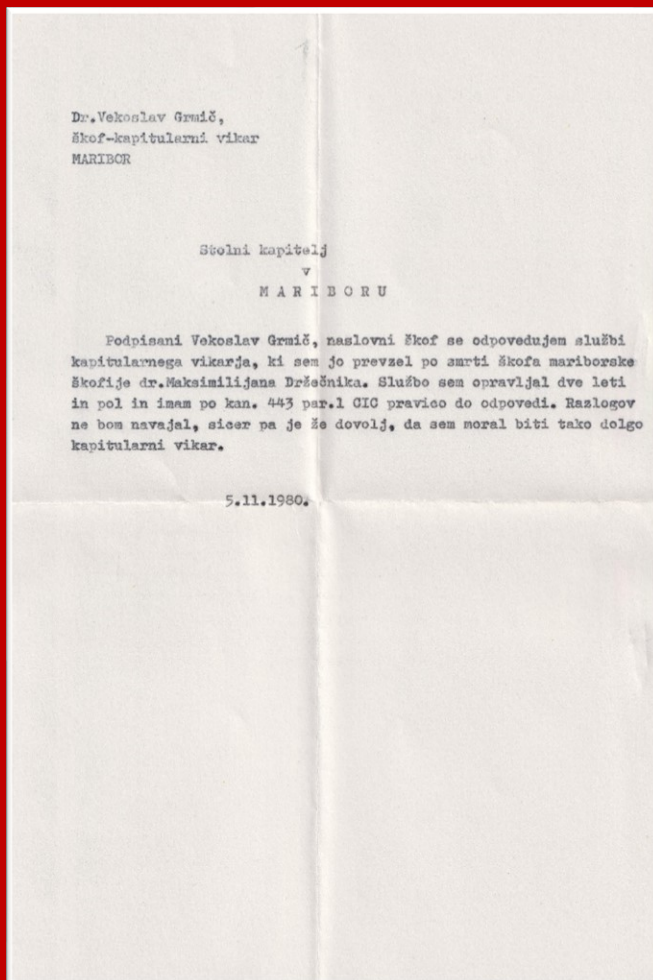 Dr.Vekoslav Grmič,
škof-kapitularni vikar
MARIBOR
Stolni kapitelj
v
M A R I B O R U
Podpisani Vekoslav Grmič, naslovni škof se odpovedujem službi
kapitularnega vikarja, ki sem jo prevzel po smrti škofa mariborske
škofije dr.Maksimilijana Držečnika. Službo sem opravljal dve leti
in pol in imam po kan. 443 par.1 CIC pravico do odpovedi. Razlogov
ne bom navajal, sicer pa je že dovolj, da sem moral biti tako dolgo
kapitularni vikar.
5.11.1980.